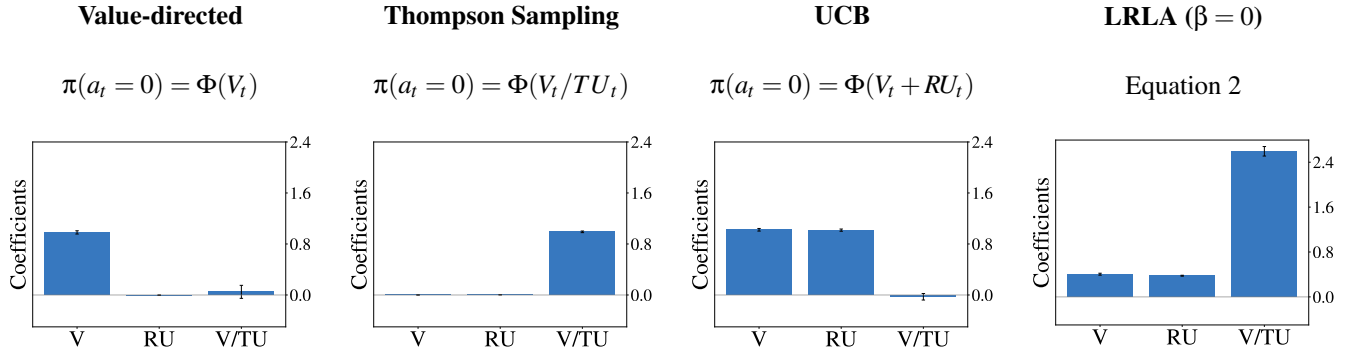 Value-directed
π(a_t = 0) = Φ(V_t)
Coefficients
2.4
1.6
0.8
0.0
V RU V/TU
Thompson Sampling
π(a_t = 0) = Φ(V_t/TU_t)
Coefficients
2.4
1.6
0.8
0.0
V RU V/TU
UCB
π(a_t = 0) = Φ(V_t + RU_t)
Coefficients
2.4
1.6
0.8
0.0
V RU V/TU
LRLA (β = 0)
Equation 2
Coefficients
2.4
1.6
0.8
0.0
V RU V/TU